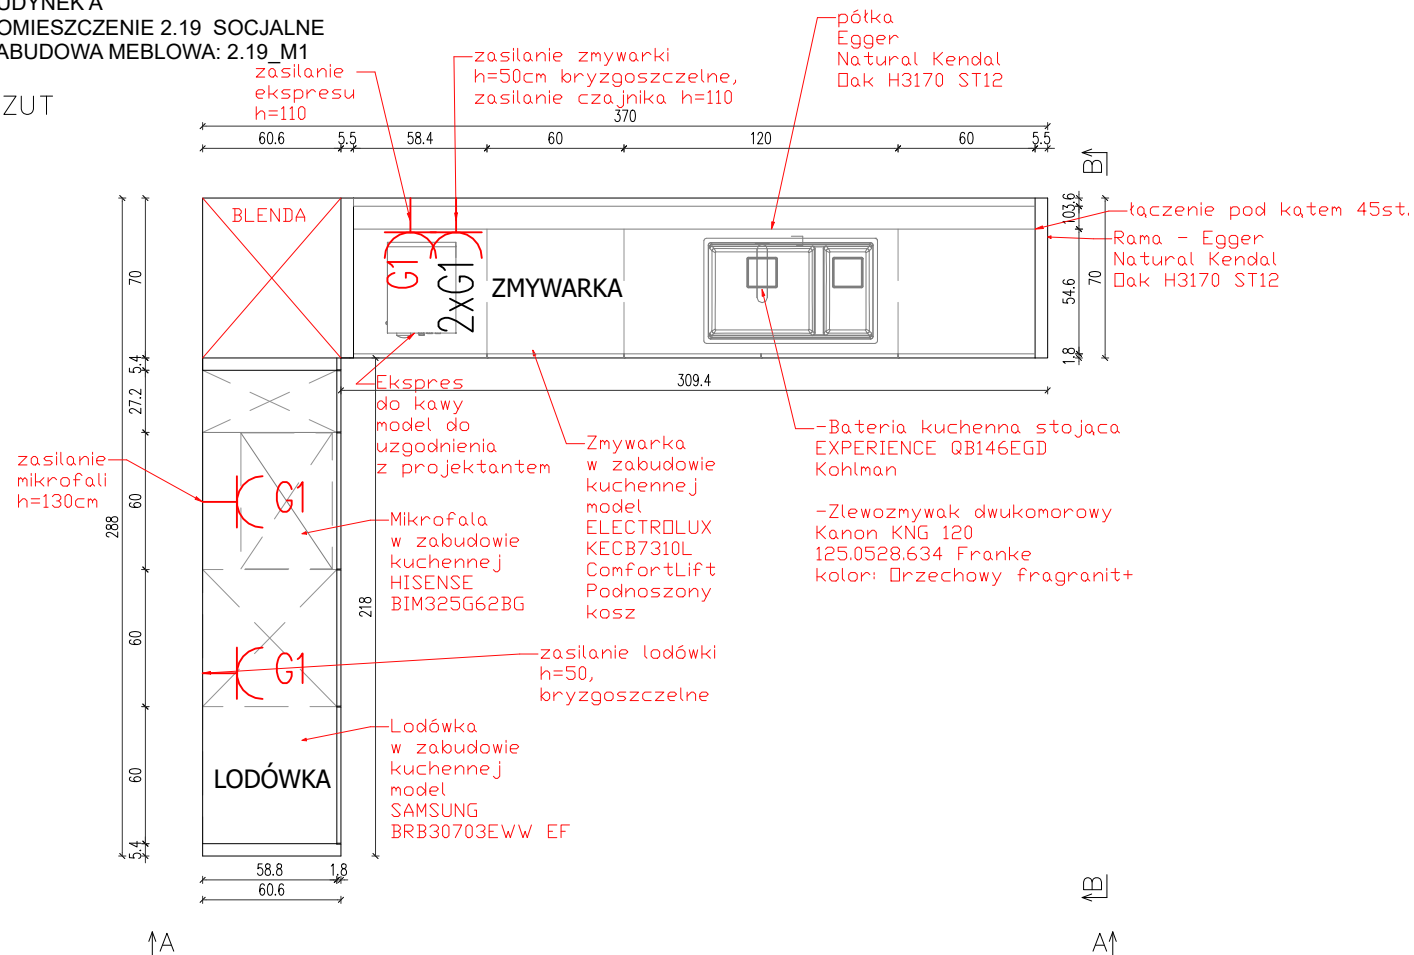 UDYNEK A
OMIESZCZENIE 2.19 SOCJALNE
ABUDOWA MEBLOWA: 2.19_M1
ZUT
zasilanie
ekspresu
h=110
zasilanie zmywarki
h=50cm bryzgoszczelne,
zasilanie czajnika h=110
półka
Egger
Natural Kendal
Oak H3170 ST12
370
60.6
5.5
58.4
60
120
60
5.5
B
BLENDA
G1
2xG1
ZMYWARKA
103.6
54.6
1.8
70
łączenie pod kątem 45st.
Rama - Egger
Natural Kendal
Oak H3170 ST12
70
5.4
27.2
60
60
60
5.4
288
309.4
218
Ekspres
do kawy
model do
uzgodnienia
z projektantem
Zmywarka
w zabudowie
kuchennej
model
ELECTROLUX
KECB7310L
ComfortLift
Podnoszony
kosz
-Bateria kuchenna stojąca
EXPERIENCE QB146EGD
Kohlman
-Zlewozmywak dwukomorowy
Kanon KNG 120
125.0528.634 Franke
kolor: Orzechowy fragranit+
zasilanie
mikrofali
h=130cm
G1
Mikrofala
w zabudowie
kuchennej
HISENSE
BIM325G62BG
G1
zasilanie lodówki
h=50,
bryzgoszczelne
Lodówka
w zabudowie
kuchennej
model
SAMSUNG
BRB30703EWW EF
LODÓWKA
58.8
1.8
60.6
B
A
A